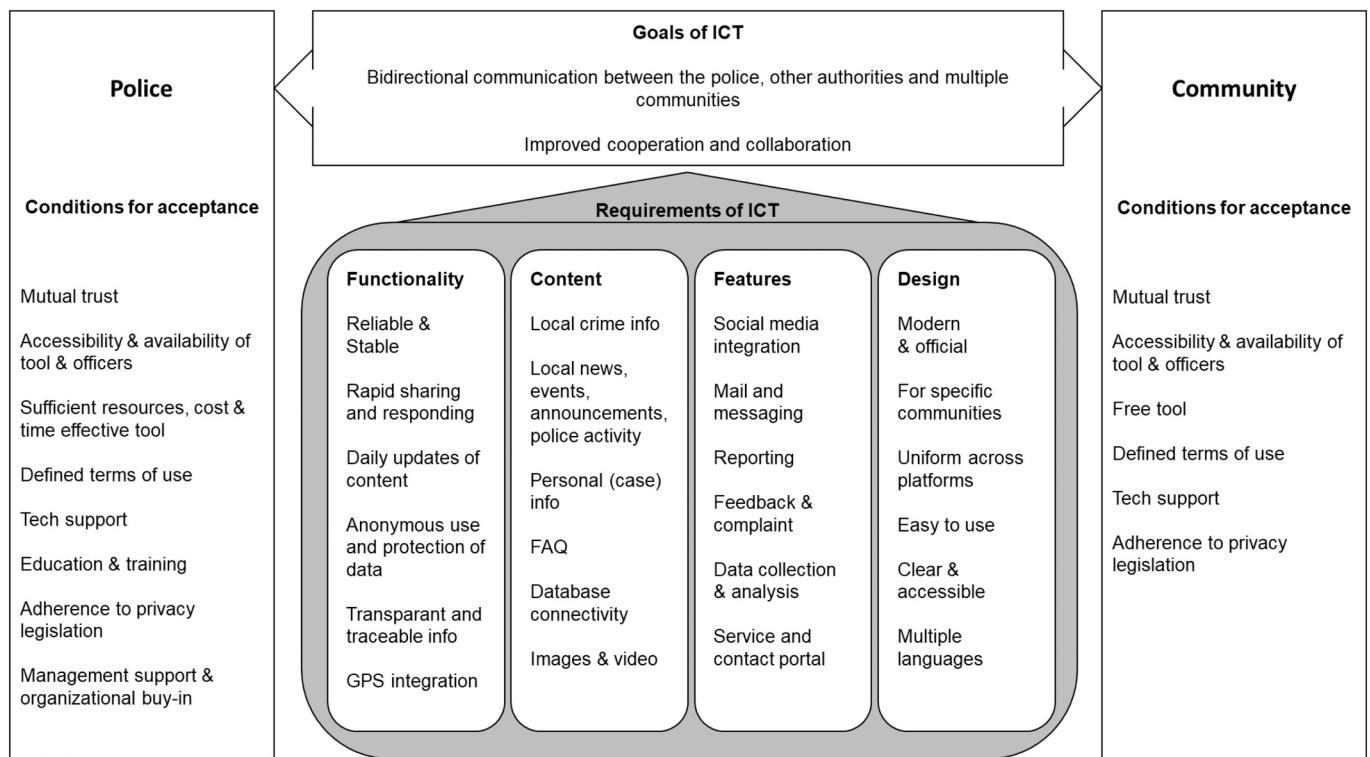 Police
Conditions for acceptance
Mutual trust
Accessibility & availability of
tool & officers
Sufficient resources, cost &
time effective tool
Defined terms of use
Tech support
Education & training
Adherence to privacy
legislation
Management support &
organizational buy-in
Goals of ICT
Bidirectional communication between the police, other authorities and multiple
communities
Improved cooperation and collaboration
Requirements of ICT
Functionality
Reliable &
Stable
Rapid sharing
and responding
Daily updates of
content
Anonymous use
and protection of
data
Transparant and
traceable info
GPS integration
Content
Local crime info
Local news,
events,
announcements,
police activity
Personal (case)
info
FAQ
Database
connectivity
Images & video
Features
Social media
integration
Mail and
messaging
Reporting
Feedback &
complaint
Data collection
& analysis
Service and
contact portal
Design
Modern
& official
For specific
communities
Uniform across
platforms
Easy to use
Clear &
accessible
Multiple
languages
Community
Conditions for acceptance
Mutual trust
Accessibility & availability of
tool & officers
Free tool
Defined terms of use
Tech support
Adherence to privacy
legislation